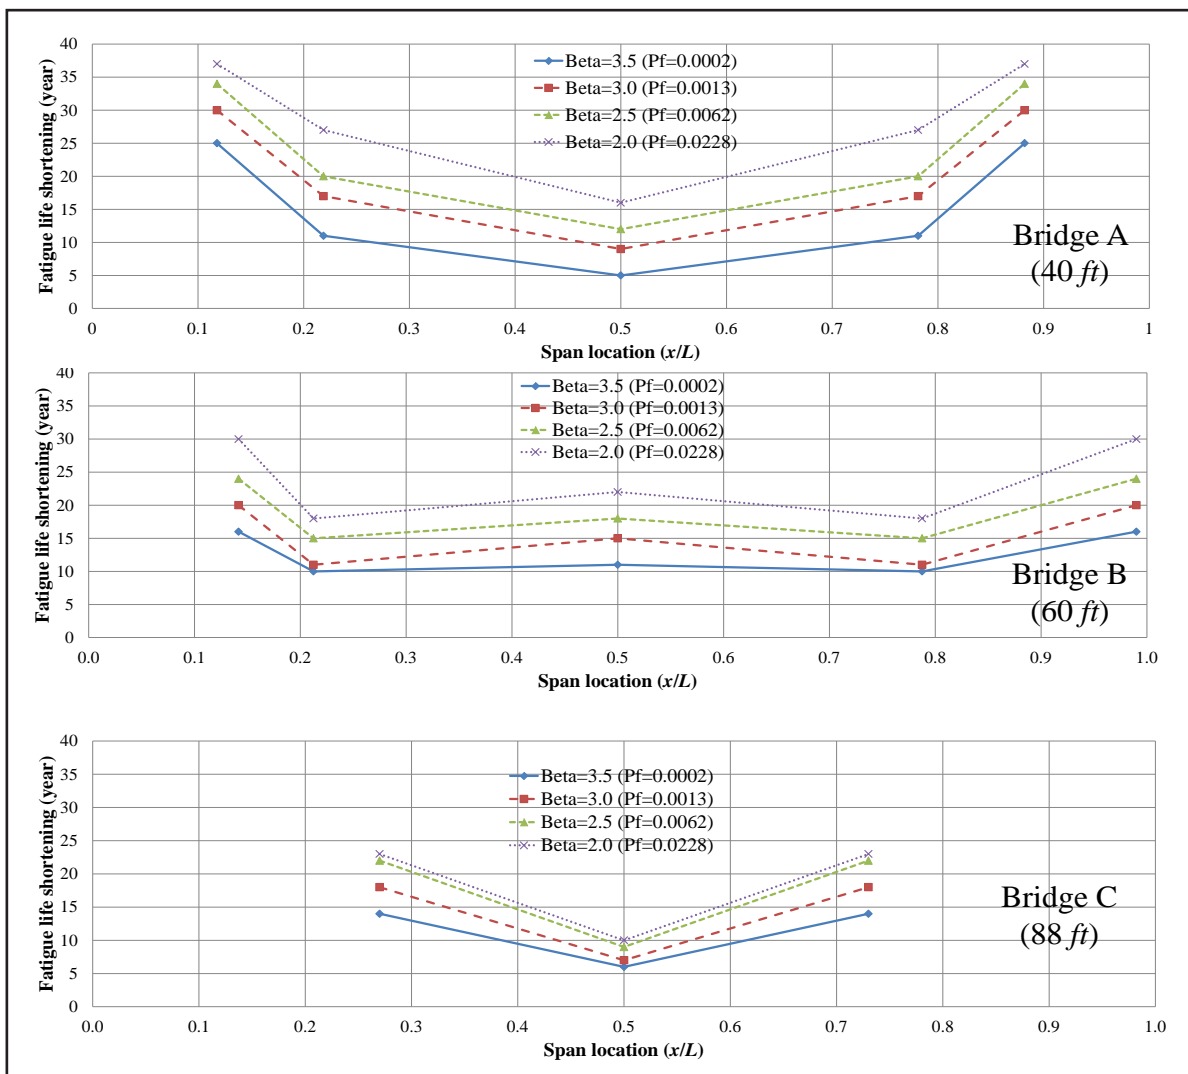 40
35
30
25
20
15
10
5
0
Fatigue life shortening (year)
Beta=3.5 (Pf=0.0002)
Beta=3.0 (Pf=0.0013)
Beta=2.5 (Pf=0.0062)
Beta=2.0 (Pf=0.0228)
Bridge A
(40 ft)
0 0.1 0.2 0.3 0.4 0.5 0.6 0.7 0.8 0.9 1
Span location (x/L)
40
35
30
25
20
15
10
5
0
Fatigue life shortening (year)
Beta=3.5 (Pf=0.0002)
Beta=3.0 (Pf=0.0013)
Beta=2.5 (Pf=0.0062)
Beta=2.0 (Pf=0.0228)
Bridge B
(60 ft)
0.0 0.1 0.2 0.3 0.4 0.5 0.6 0.7 0.8 0.9 1.0
Span location (x/L)
40
35
30
25
20
15
10
5
0
Fatigue life shortening (year)
Beta=3.5 (Pf=0.0002)
Beta=3.0 (Pf=0.0013)
Beta=2.5 (Pf=0.0062)
Beta=2.0 (Pf=0.0228)
Bridge C
(88 ft)
0.0 0.1 0.2 0.3 0.4 0.5 0.6 0.7 0.8 0.9 1.0
Span location (x/L)